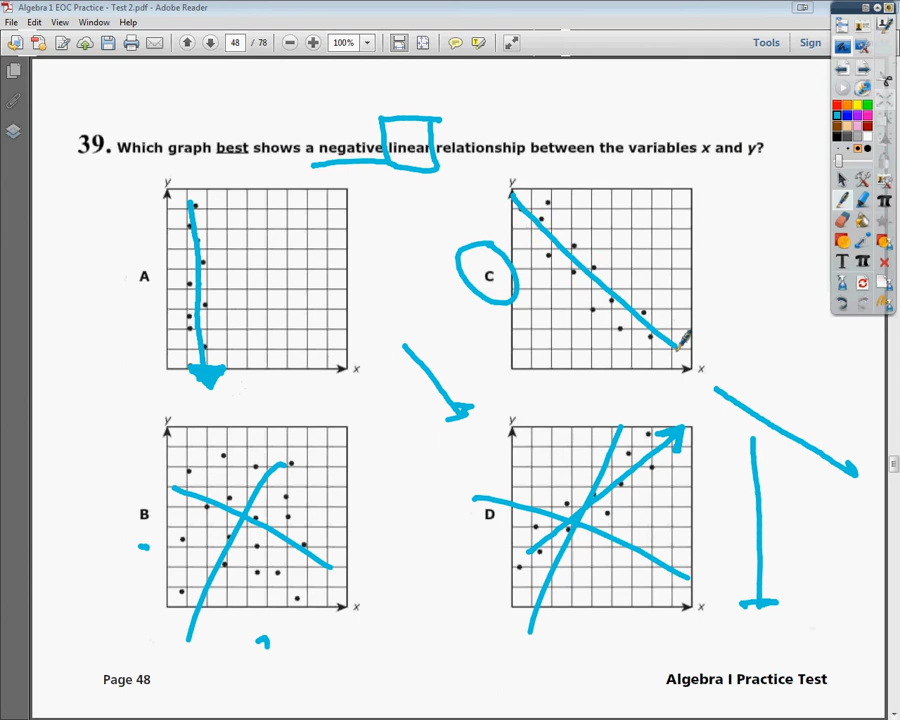 Algebra 1 EOC Practice - Test 2.pdf - Adobe Reader
File Edit View Window Help
48 / 78 100% Tools Sign
39. Which graph best shows a negative linear relationship between the variables x and y?
y
A
x
y
C
x
y
B
x
y
D
x
Page 48
Algebra I Practice Test